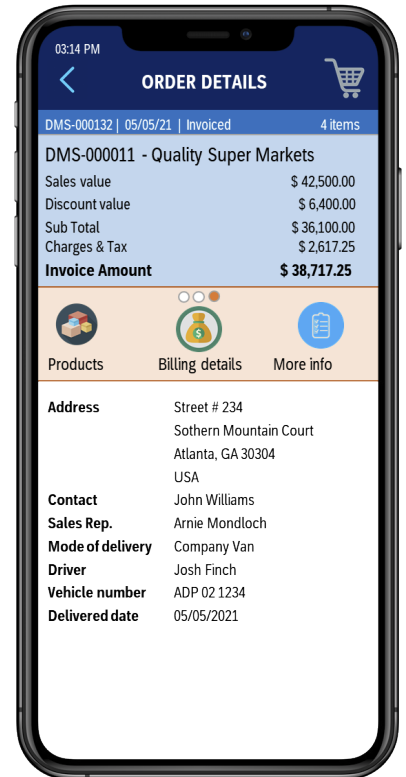 03:14 PM
ORDER DETAILS
DMS-000132 | 05/05/21 | Invoiced 4 items
DMS-000011 - Quality Super Markets
Sales value $ 42,500.00
Discount value $ 6,400.00
Sub Total $ 36,100.00
Charges & Tax $ 2,617.25
Invoice Amount $ 38,717.25
Products Billing details More info
Address Street # 234
Sothern Mountain Court
Atlanta, GA 30304
USA
Contact John Williams
Sales Rep. Arnie Mondloch
Mode of delivery Company Van
Driver Josh Finch
Vehicle number ADP 02 1234
Delivered date 05/05/2021